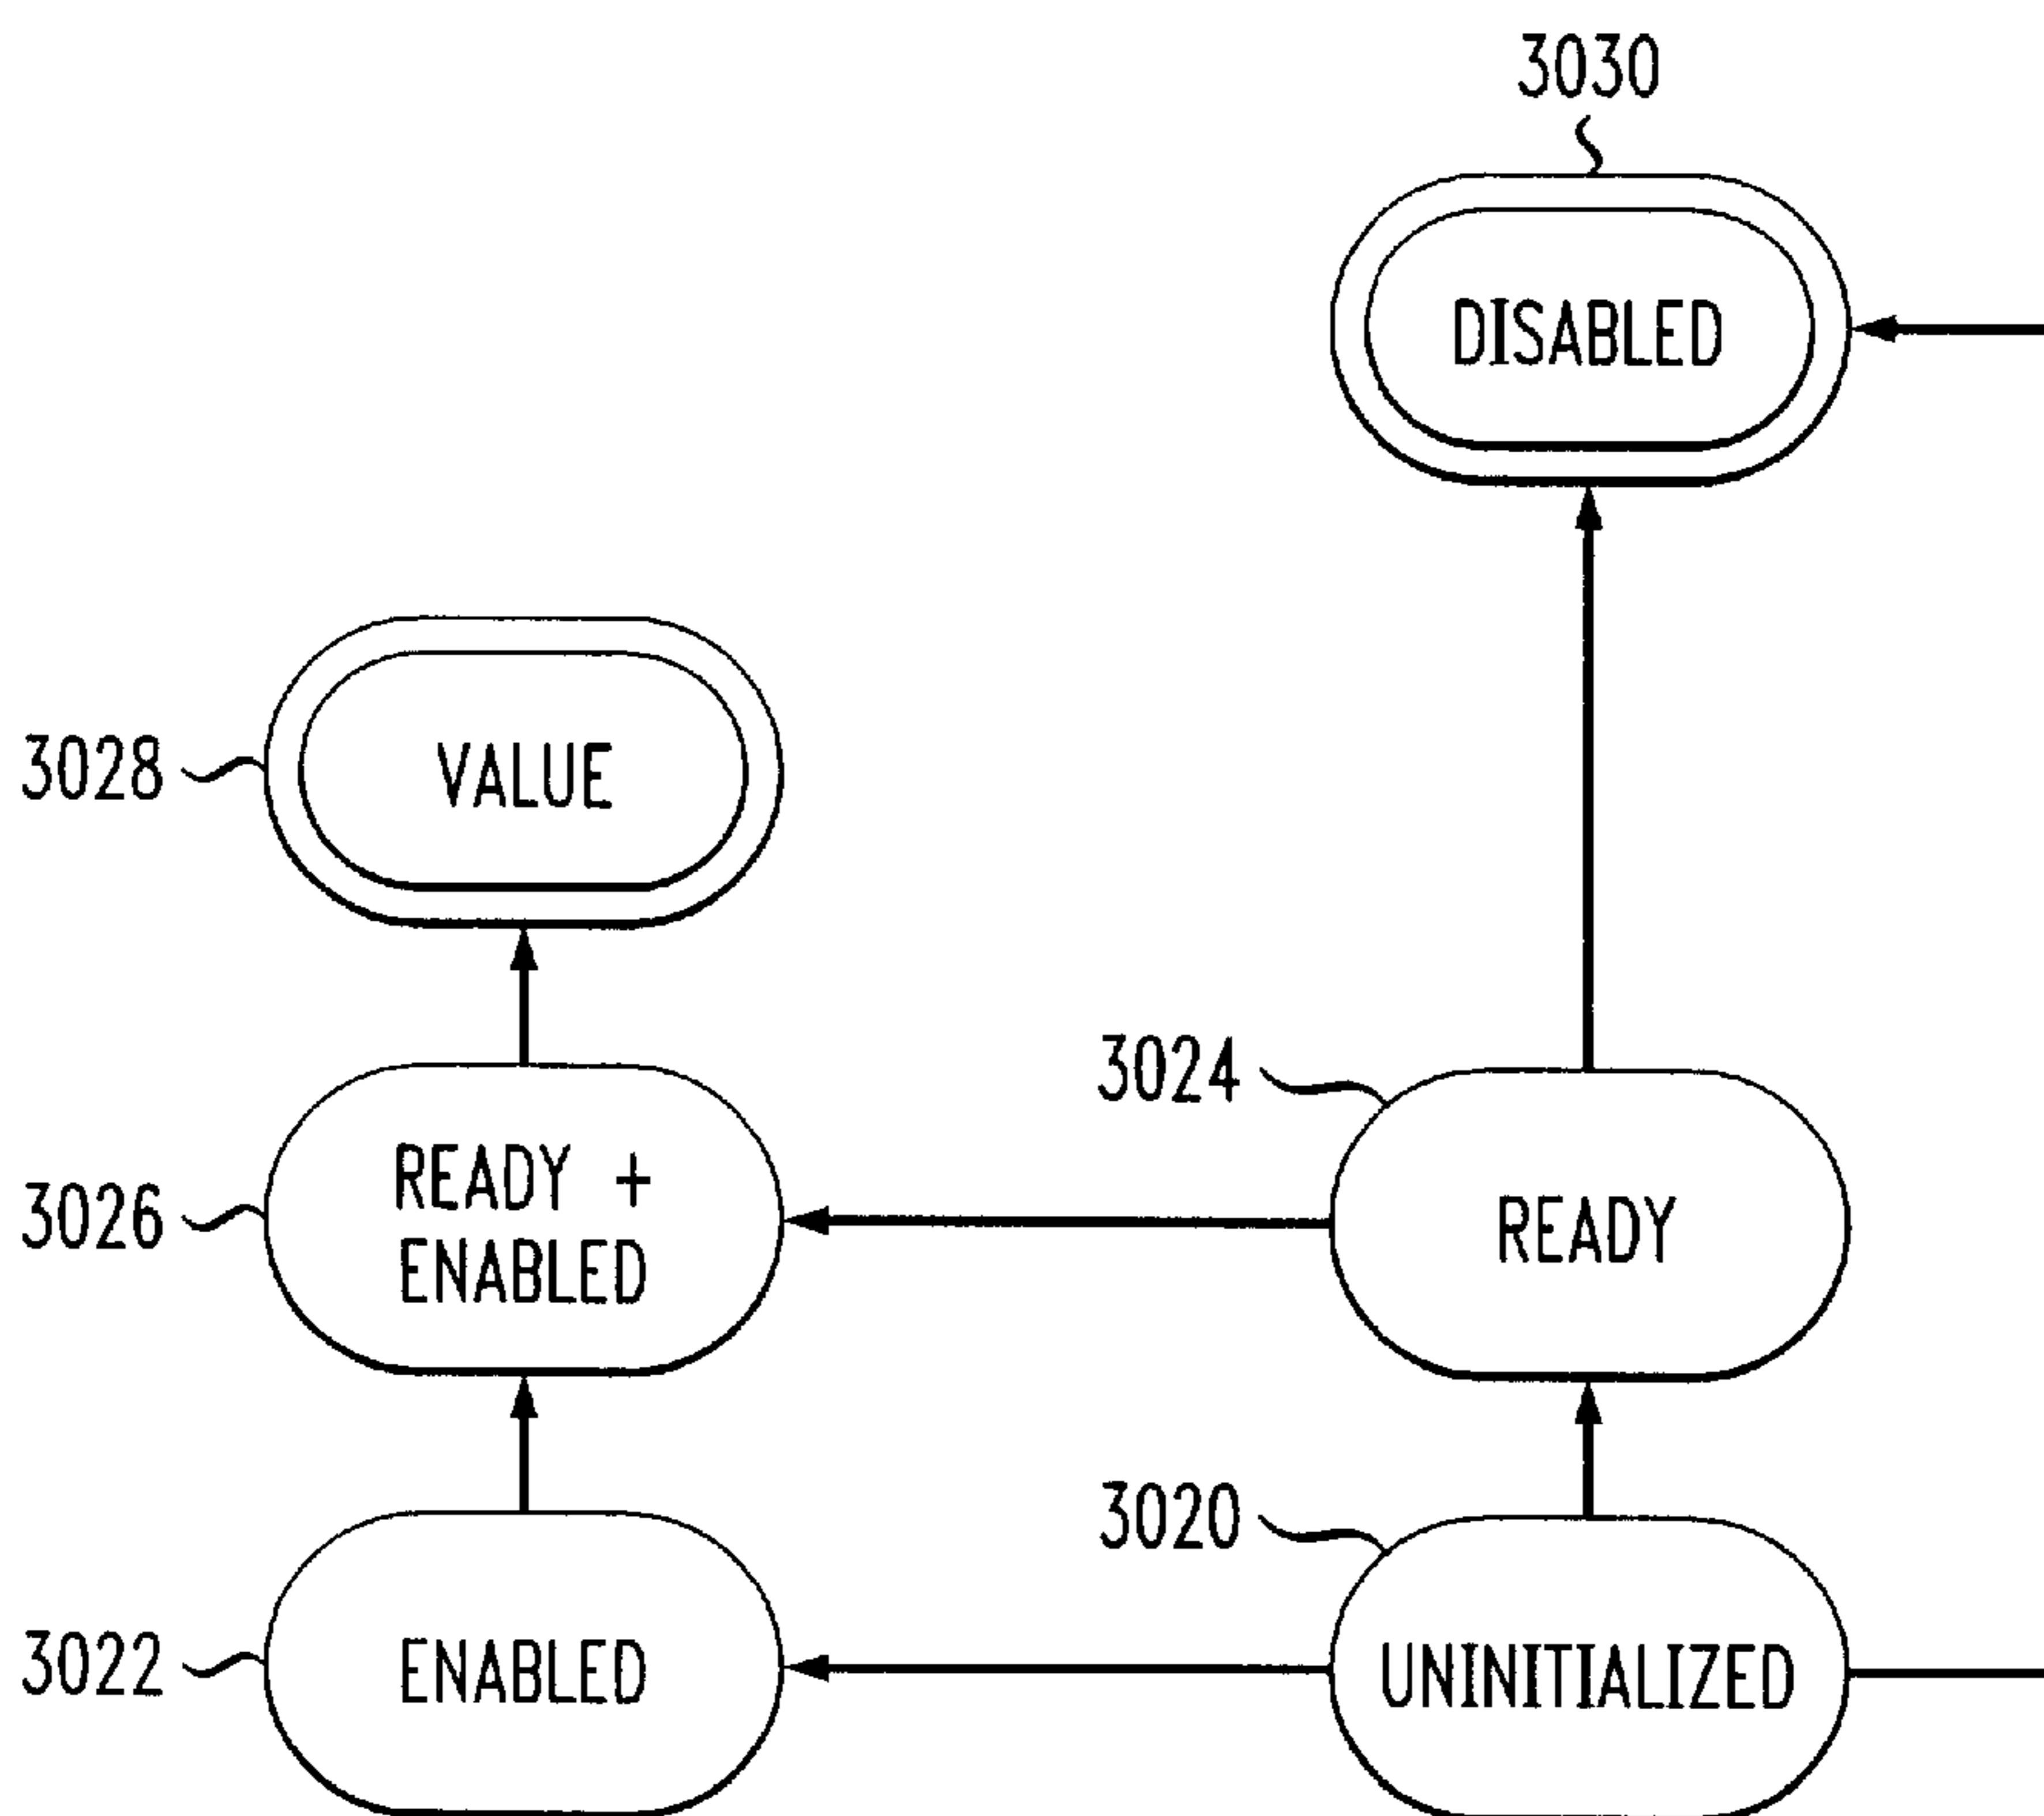 3030
DISABLED
3028
VALUE
3024
3026
READY +
ENABLED
READY
3020
3022
ENABLED
UNINITIALIZED